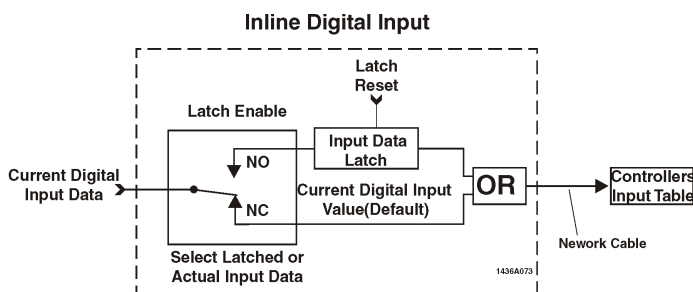 Inline Digital Input
Latch
Reset
Latch Enable
Input Data
Latch
NO
Current Digital
Input Data
Current Digital Input
Value(Default)
NC
OR
Controllers
Input Table
Nework Cable
Select Latched or
Actual Input Data
1436A073